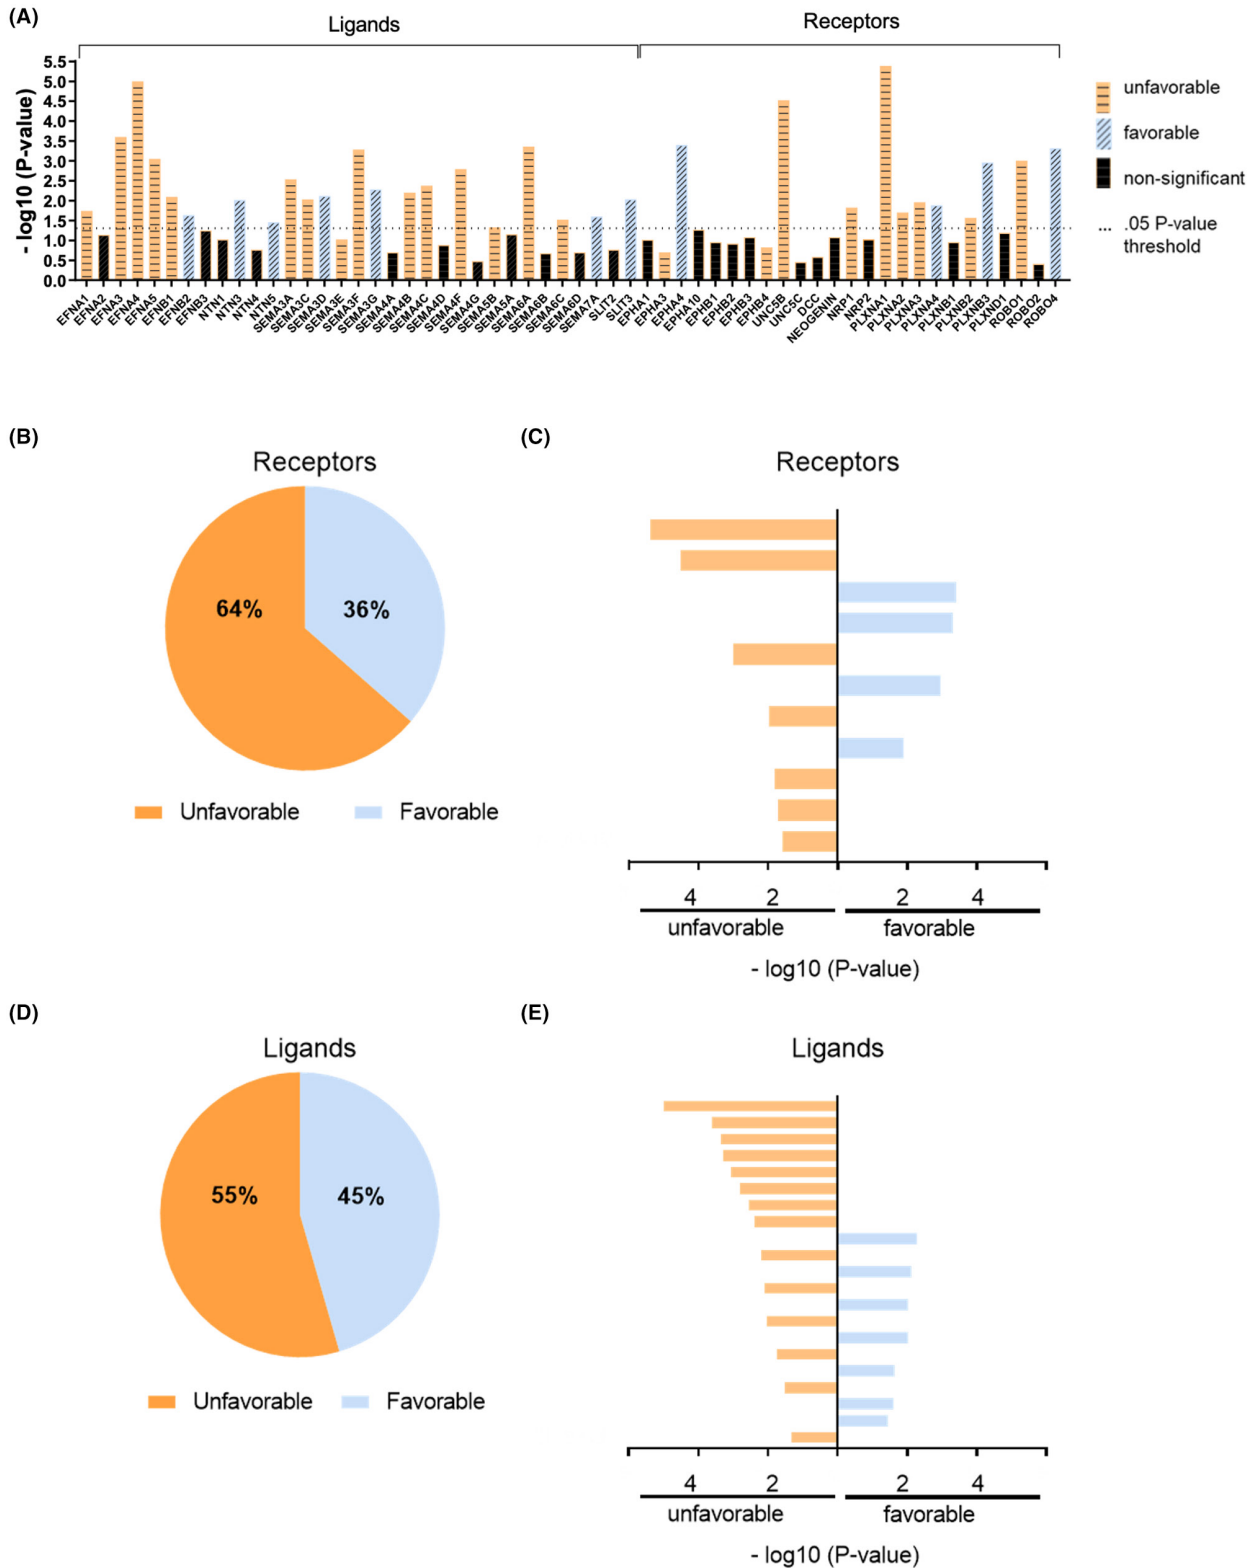 (A)
Ligands
Receptors
5.5
5.0
4.5
4.0
3.5
3.0
2.5
2.0
1.5
1.0
0.5
0.0
- log10 (P-value)
unfavorable
favorable
non-significant
... .05 P-value
threshold
EFNA1
EFNA2
EFNA3
EFNA4
EFNA5
EFNB1
EFNB2
EFNB3
NTN1
NTN3
NTN4
NTN5
SEMA3A
SEMA3C
SEMA3D
SEMA3E
SEMA3F
SEMA3G
SEMA4A
SEMA4B
SEMA4C
SEMA4D
SEMA4F
SEMA4G
SEMA5B
SEMA5A
SEMA6A
SEMA6B
SEMA6C
SEMA6D
SEMA7A
SLIT2
SLIT3
EPHA1
EPHA3
EPHA4
EPHA10
EPHB1
EPHB2
EPHB3
EPHB4
UNC5B
UNC5C
DCC
NEOGENIN
NRP1
NRP2
PLXNA1
PLXNA2
PLXNA3
PLXNA4
PLXNB1
PLXNB2
PLXNB3
PLXND1
ROBO1
ROBO2
ROBO4
(B)
Receptors
64%
36%
Unfavorable
Favorable
(C)
Receptors
4 2 2 4
unfavorable favorable
- log10 (P-value)
(D)
Ligands
55%
45%
Unfavorable
Favorable
(E)
Ligands
4 2 2 4
unfavorable favorable
- log10 (P-value)